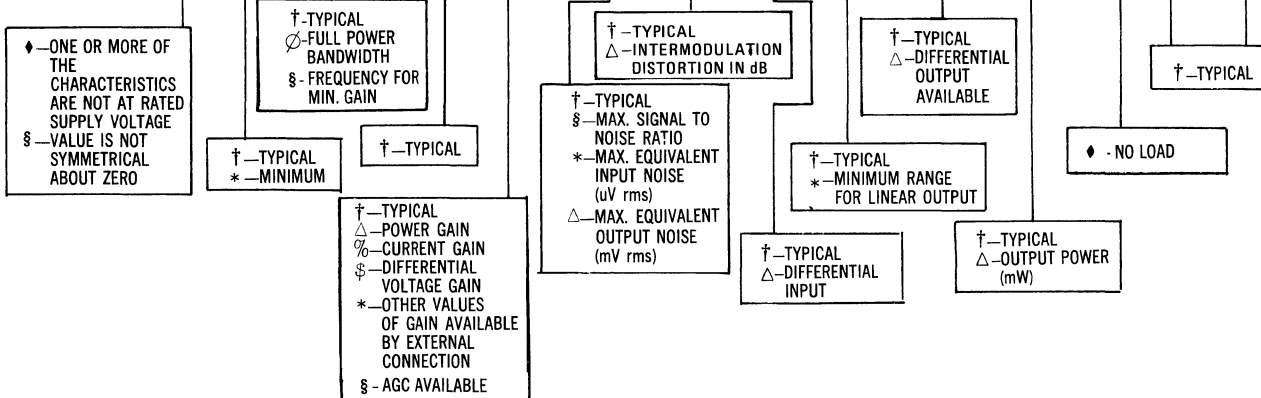 ♦—ONE OR MORE OF
THE
CHARACTERISTICS
ARE NOT AT RATED
SUPPLY VOLTAGE
§—VALUE IS NOT
SYMMETRICAL
ABOUT ZERO
†-TYPICAL
∅-FULL POWER
BANDWIDTH
§-FREQUENCY FOR
MIN. GAIN
†—TYPICAL
*—MINIMUM
†—TYPICAL
†—TYPICAL
△—POWER GAIN
%—CURRENT GAIN
$—DIFFERENTIAL
VOLTAGE GAIN
*—OTHER VALUES
OF GAIN AVAILABLE
BY EXTERNAL
CONNECTION
§-AGC AVAILABLE
†—TYPICAL
△—INTERMODULATION
DISTORTION IN dB
†—TYPICAL
§—MAX. SIGNAL TO
NOISE RATIO
*—MAX. EQUIVALENT
INPUT NOISE
(uV rms)
△—MAX. EQUIVALENT
OUTPUT NOISE
(mV rms)
†—TYPICAL
△—DIFFERENTIAL
INPUT
†—TYPICAL
*—MINIMUM RANGE
FOR LINEAR OUTPUT
†—TYPICAL
△—DIFFERENTIAL
OUTPUT
AVAILABLE
†—TYPICAL
△—OUTPUT POWER
(mW)
♦ - NO LOAD
†—TYPICAL